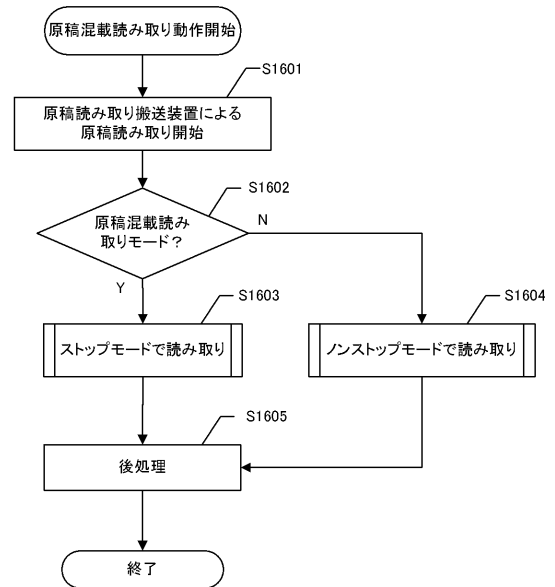 原稿混載読み取り動作開始
S1601
原稿読み取り搬送装置による
原稿読み取り開始
S1602
原稿混載読み
取りモード？
N
Y
S1603
ストップモードで読み取り
S1604
ノンストップモードで読み取り
S1605
後処理
終了